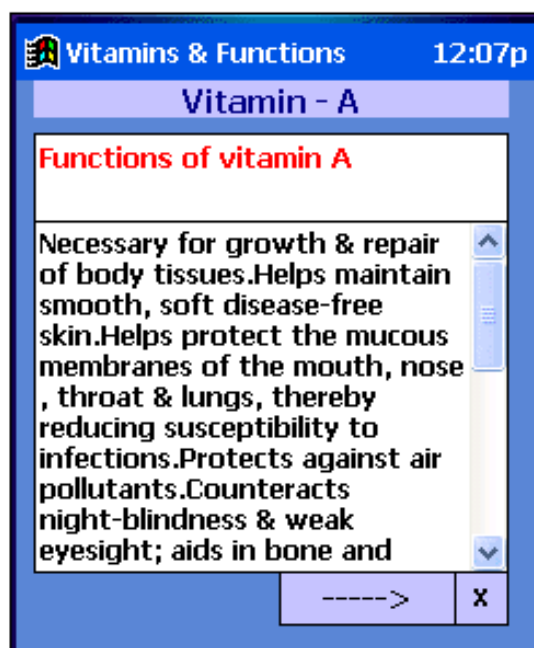 Vitamins & Functions 12:07p
Vitamin - A
Functions of vitamin A
Necessary for growth & repair
of body tissues.Helps maintain
smooth, soft disease-free
skin.Helps protect the mucous
membranes of the mouth, nose
, throat & lungs, thereby
reducing susceptibility to
infections.Protects against air
pollutants.Counteracts
night-blindness & weak
eyesight; aids in bone and
-----> X